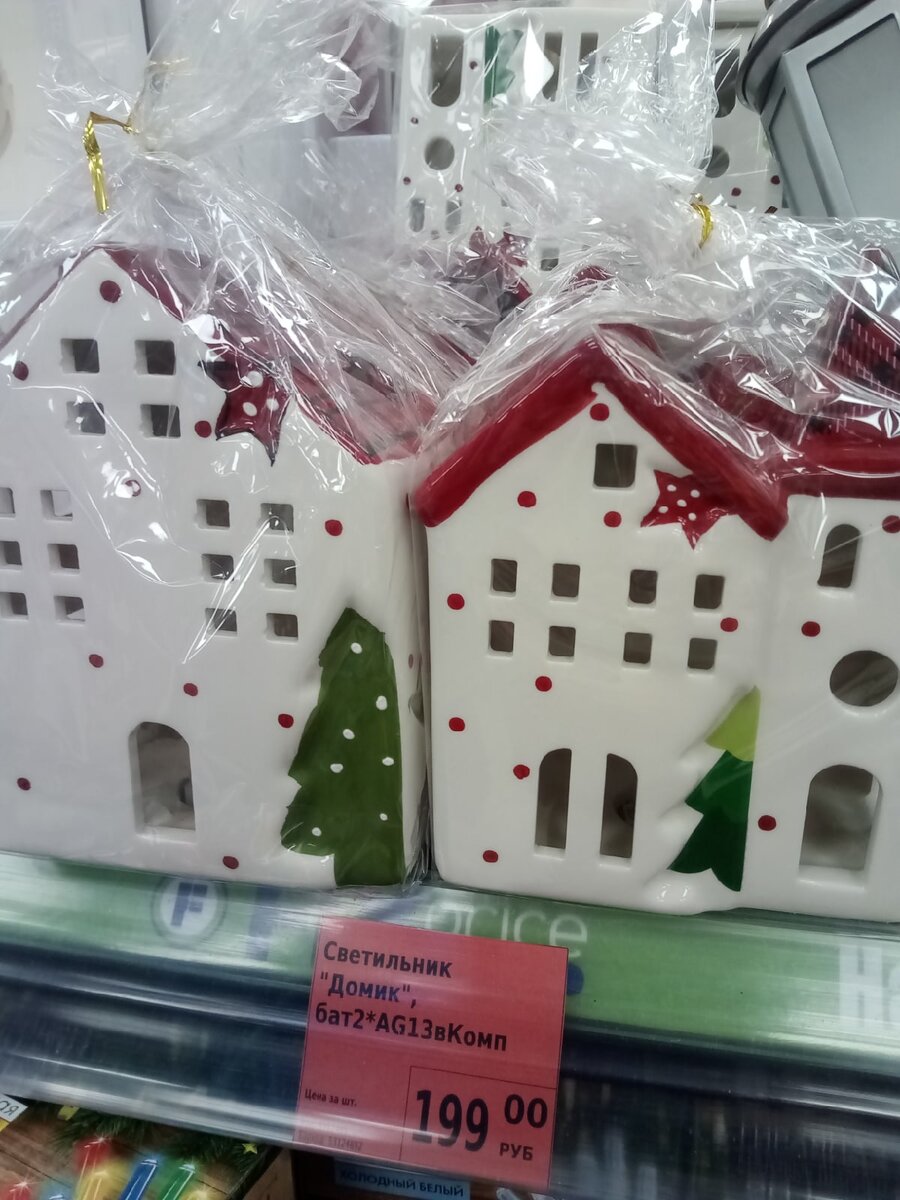 F
price
Светильник
"Домик",
бат2*AG13вКомп
Цена за шт.
199 00
РУБ
ХОЛОДНЫЙ БЕЛЫЙ